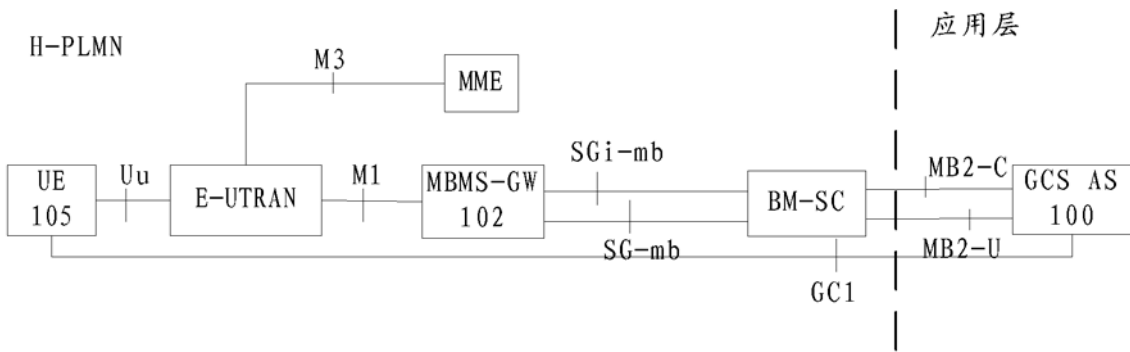 H-PLMN
应用层
M3
MME
UE
105
Uu
E-UTRAN
M1
MBMS-GW
102
SGi-mb
SG-mb
BM-SC
MB2-C
MB2-U
GCS AS
100
GC1